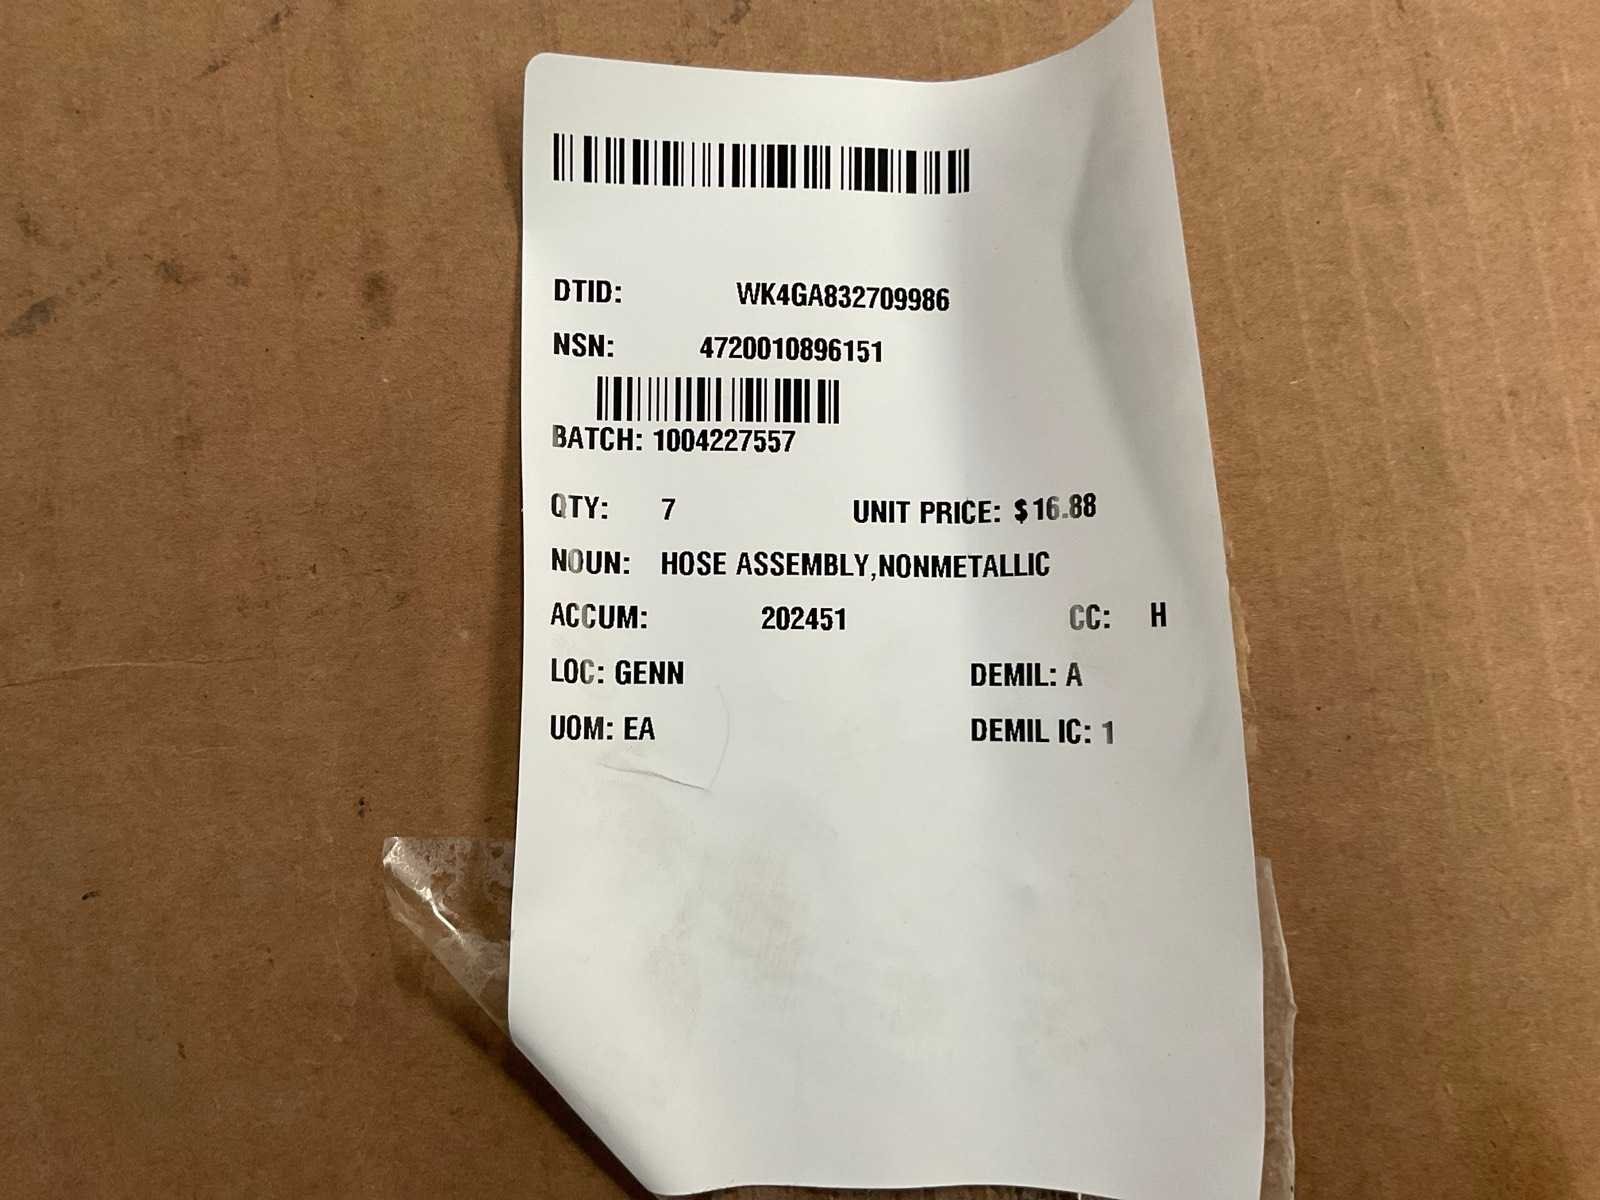 DTID: WK4GA832709986
NSN: 4720010896151
BATCH: 1004227557
QTY: 7 UNIT PRICE: $16.88
NOUN: HOSE ASSEMBLY,NONMETALLIC
ACCUM: 202451 CC: H
LOC: GENN DEMIL: A
UOM: EA DEMIL IC: 1